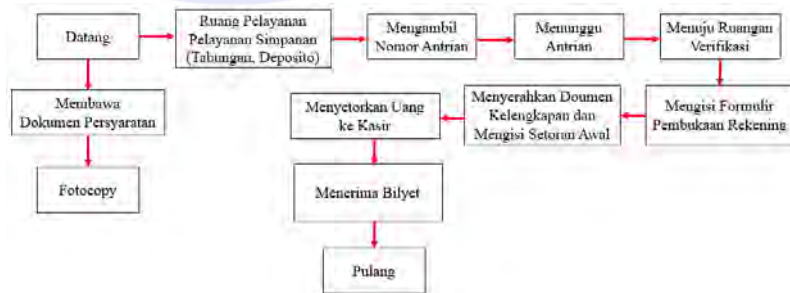 Datang
Ruang Pelayanan
Pelayanan Simpanan
(Tabungan, Deposito)
Mengambil
Nomor Antrian
Menunggu
Antrian
Menuju Ruangan
Verifikasi
Membawa
Dokumen Persyaratan
Fotocopy
Menyetorkan Uang
ke Kasir
Menyerahkan Doumen
Kelengkapan dan
Mengisi Setoran Awal
Mengisi Formulir
Pembukaan Rekening
Menerima Bilyet
Pulang